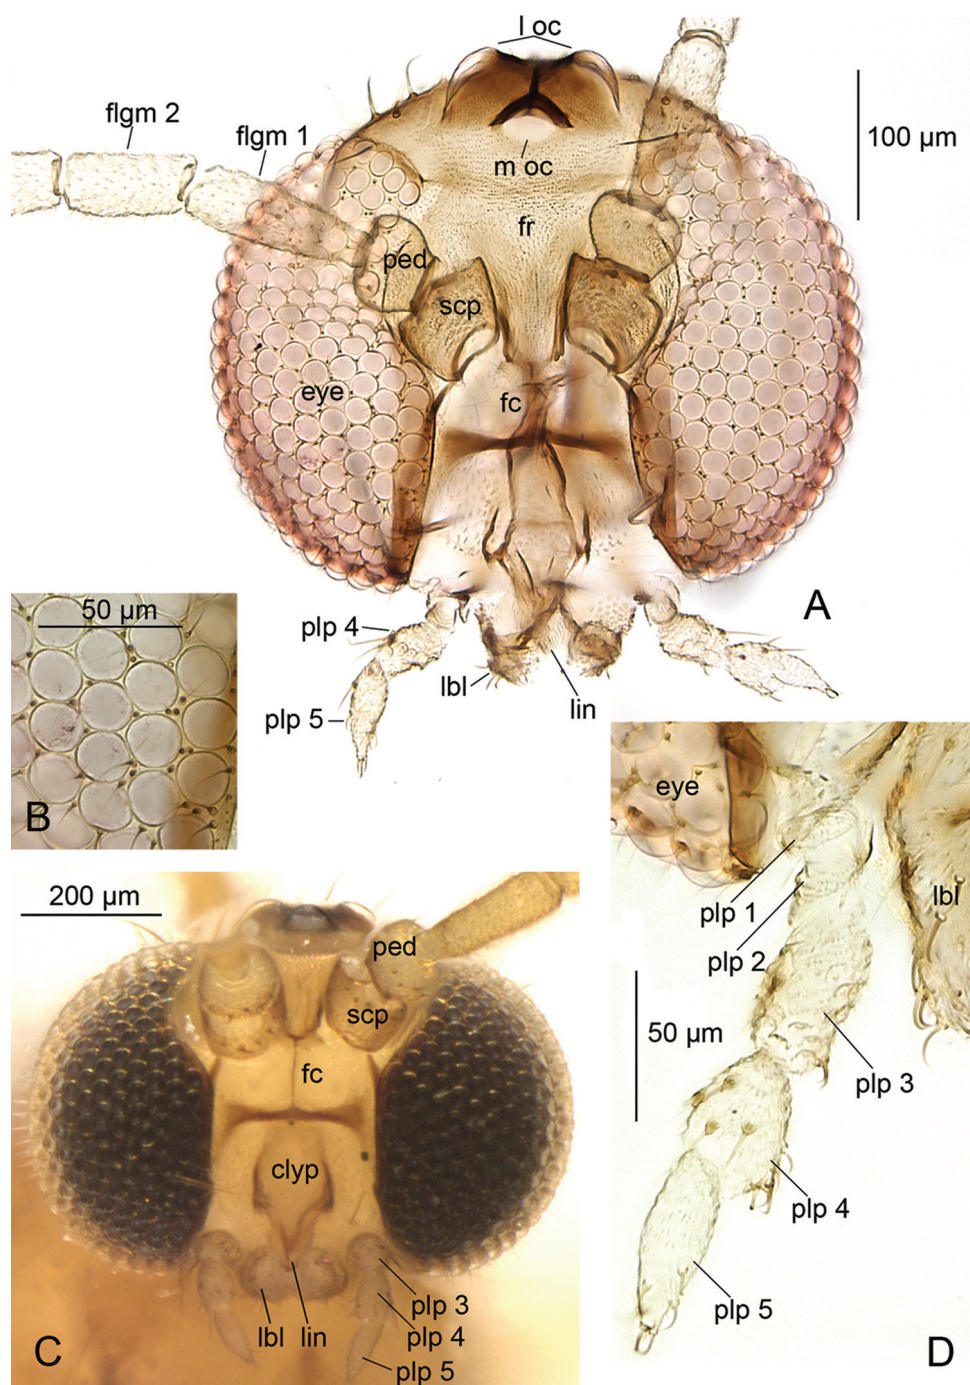 l oc
flgm 2
flgm 1
100 µm
m oc
fr
ped
scp
eye
fc
A
50 µm
plp 4
lbl
lin
plp 5
B
eye
plp 1
lbl
plp 2
200 µm
ped
scp
50 µm
fc
plp 3
clyp
plp 4
plp 3
lbl
lin
plp 4
plp 5
plp 5
C
D